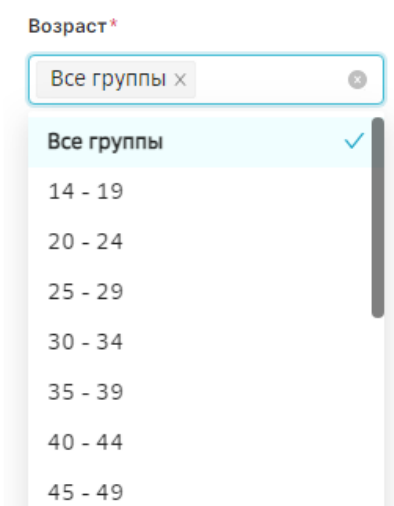 Возраст*
Все группы ×
Все группы
14 - 19
20 - 24
25 - 29
30 - 34
35 - 39
40 - 44
45 - 49